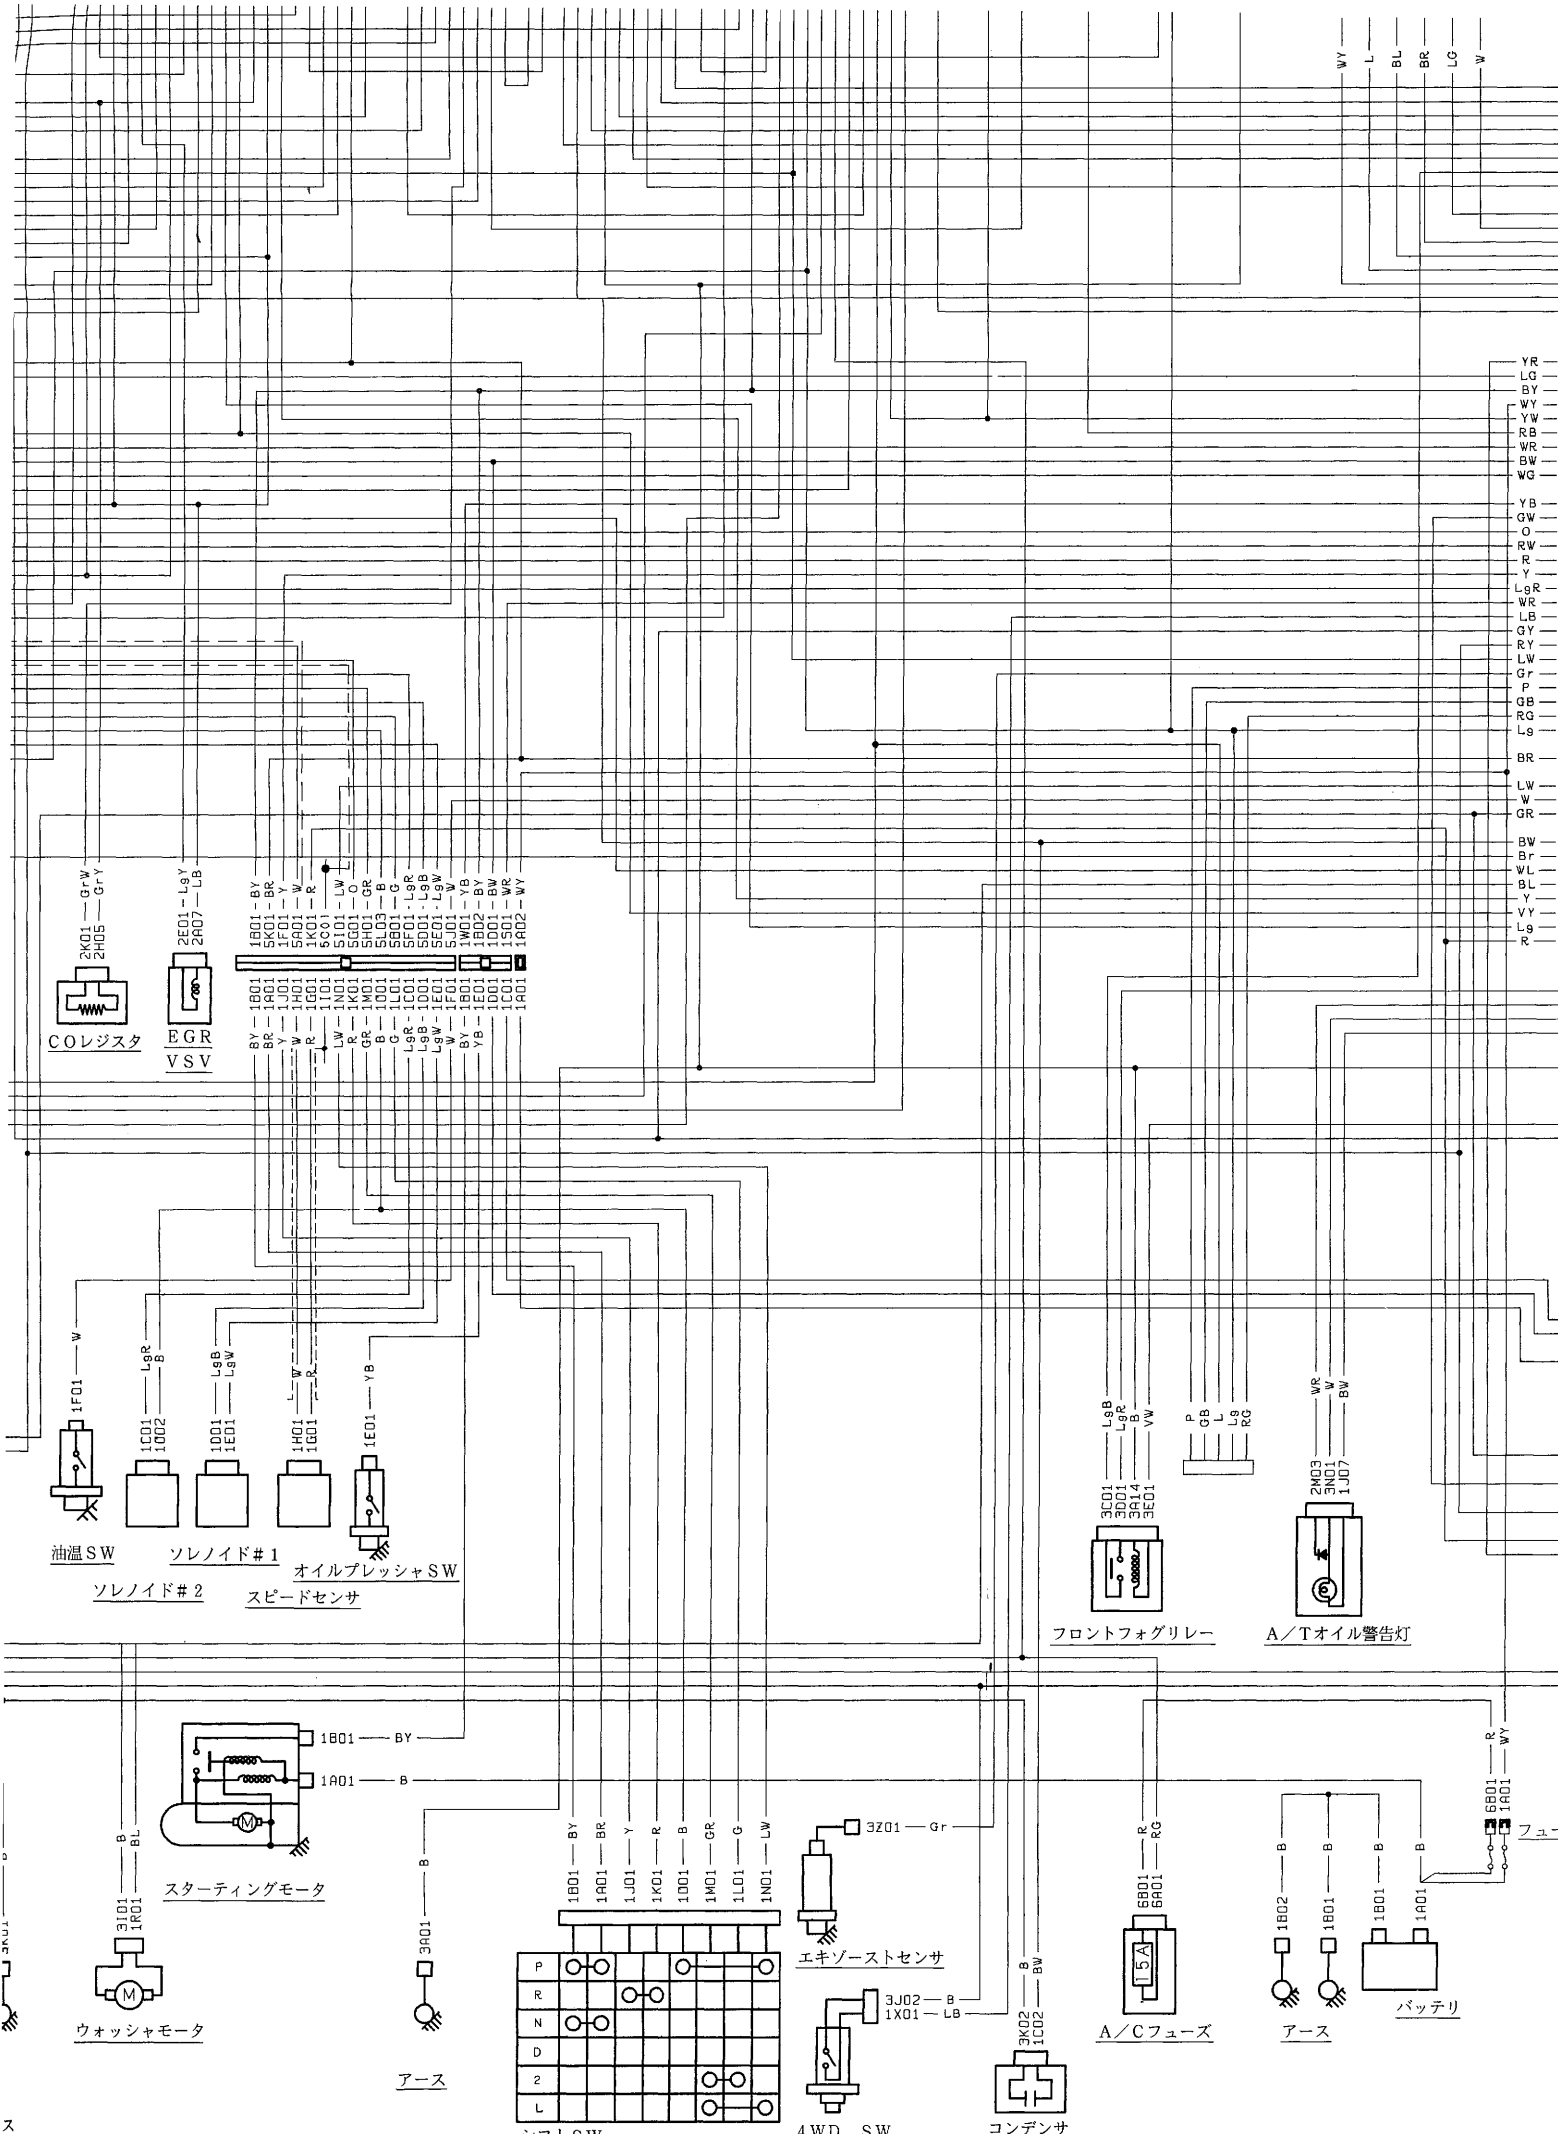 WY
L
BL
BR
LG
W
YR
LG
BY
WY
YW
RB
WR
BW
WG
YB
GW
O
RW
R
Y
LgR
WR
LB
GY
RY
LW
Gr
P
GB
RG
Lg
BR
LW
W
GR
BW
Br
WL
BL
Y
VY
Lg
R
2K01 GrW
2H05 GrY
2E01 LgY
2A07 LB
1B01 BY
5K01 BR
1F01 Y
5A01 W
1K01 R
5C01
5I01 LW
5G01 O
5H01 GR
5L03 B
5B01 G
5F01 LgR
5D01 LgB
5E01 LgW
5J01 W
1W01 YB
1B02 BY
1D01 BW
1S01 WR
1A02 WY
BY 1B01
BR 1A01
Y 1J01
W 1H01
R 1G01
1I01
LW 1N01
R 1K01
GR 1M01
B 1O01
G 1L01
LgR 1C01
LgB 1D01
LgW 1E01
W 1F01
BY 1B01
YB 1E01
1D01
1C01
1A01
COレジスタ
EGR
VSV
1F01 W
1C01 LgR
1O02 B
1D01 LgB
1E01 LgW
1H01 W
1G01 R
1E01 YB
油温SW
ソレノイド#1
オイルプレッシャSW
ソレノイド#2
スピードセンサ
3C01 LgB
3D01 LgR
3A14 B
3E01 VW
P
GB
L
Lg
RG
2M03 WR
3N01 W
1J07 BW
フロントフォグリレー
A/Tオイル警告灯
1B01 BY
1A01 B
M
スターティングモータ
3I01 B
1R01 BL
M
ウォッシャモータ
3A01 B
アース
1B01 BY
1A01 BR
1J01 Y
1K01 R
1O01 B
1M01 GR
1L01 G
1N01 LW
P
R
N
D
2
L
シフトSW
3Z01 Gr
エキゾーストセンサ
3J02 B
1X01 LB
4WD SW
3K02 B
1C02 BW
コンデンサ
6B01 R
6A01 RG
15A
A/Cフューズ
1B02 B
1B01 B
アース
1B01 B
1A01 B
バッテリ
6B01 R
1A01 WY
フュー
ス